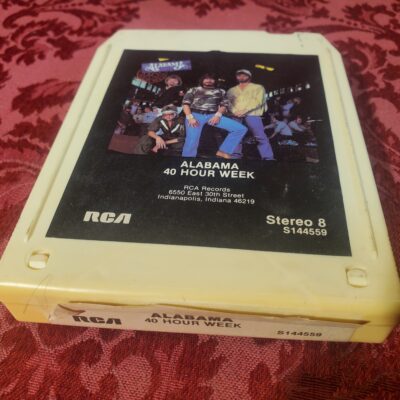 ALABAMA
ALABAMA
40 HOUR WEEK
RCA Records
6550 East 30th Street
Indianapolis, Indiana 46219
RCA
Stereo 8
S144559
RCA
ALABAMA
40 HOUR WEEK
S144559